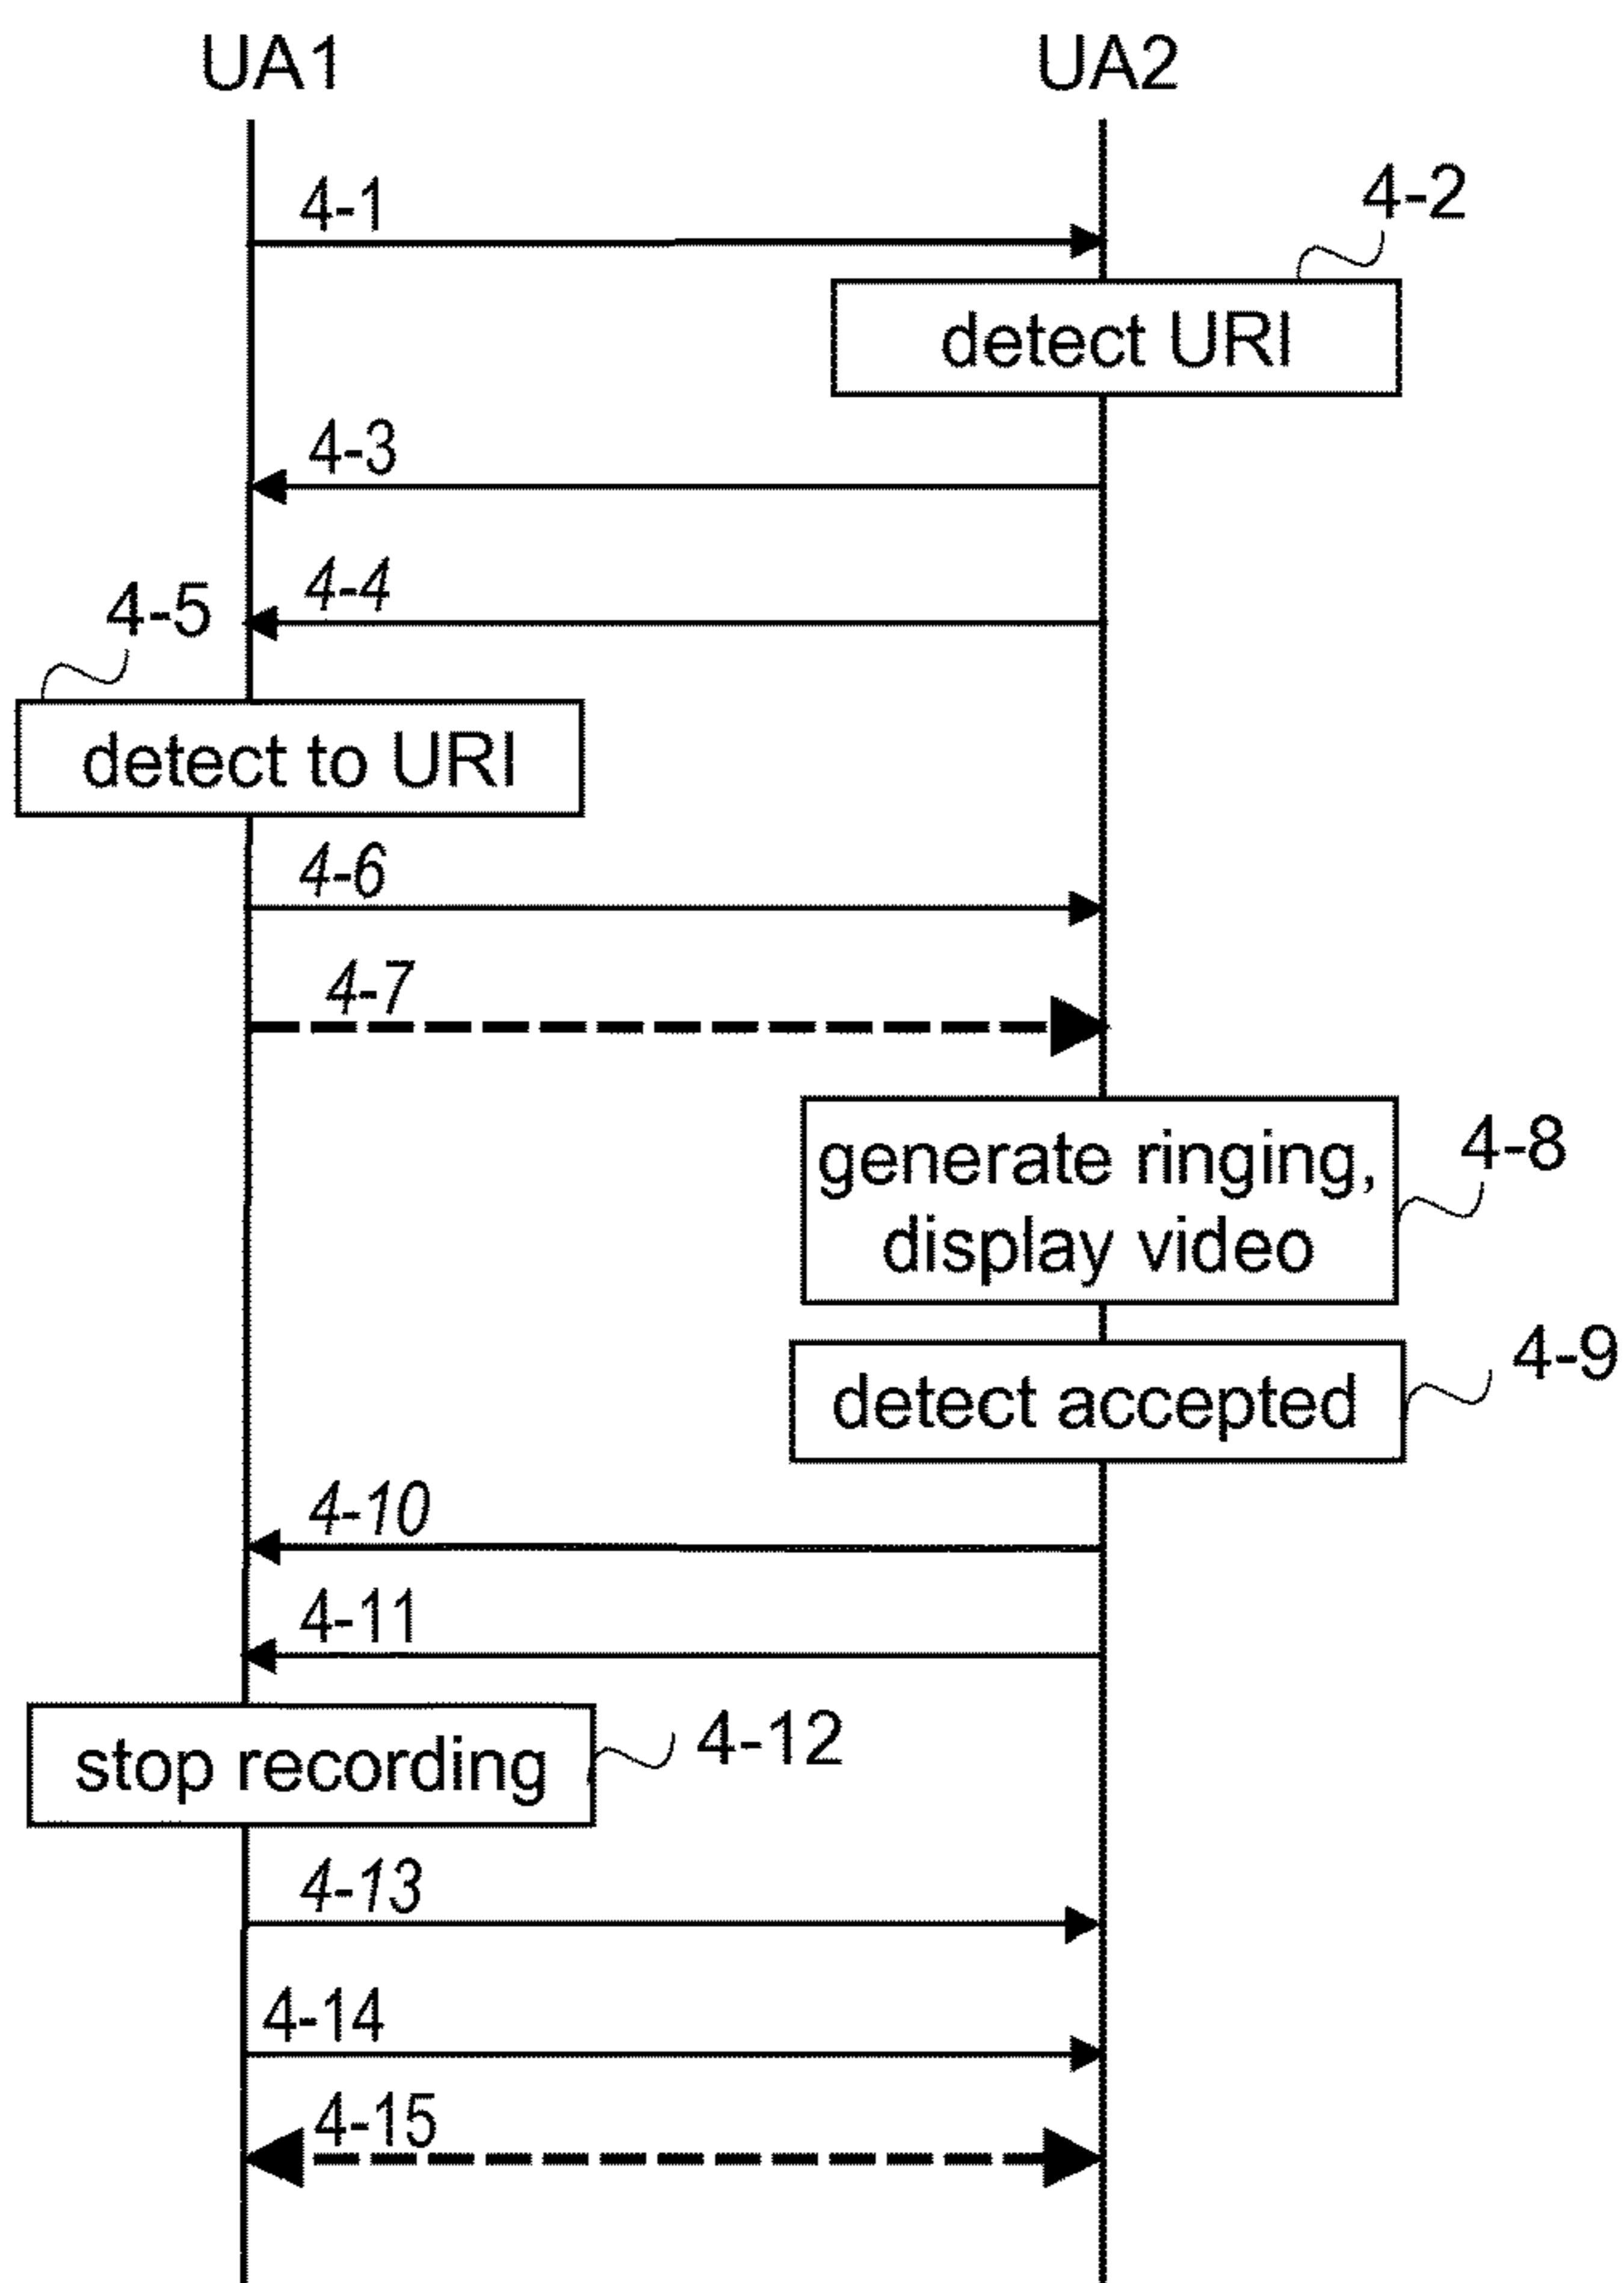 UA1
UA2
4-1
4-2
detect URI
4-3
4-4
4-5
detect to URI
4-6
4-7
generate ringing,
display video
4-8
4-9
detect accepted
4-10
4-11
stop recording
4-12
4-13
4-14
4-15